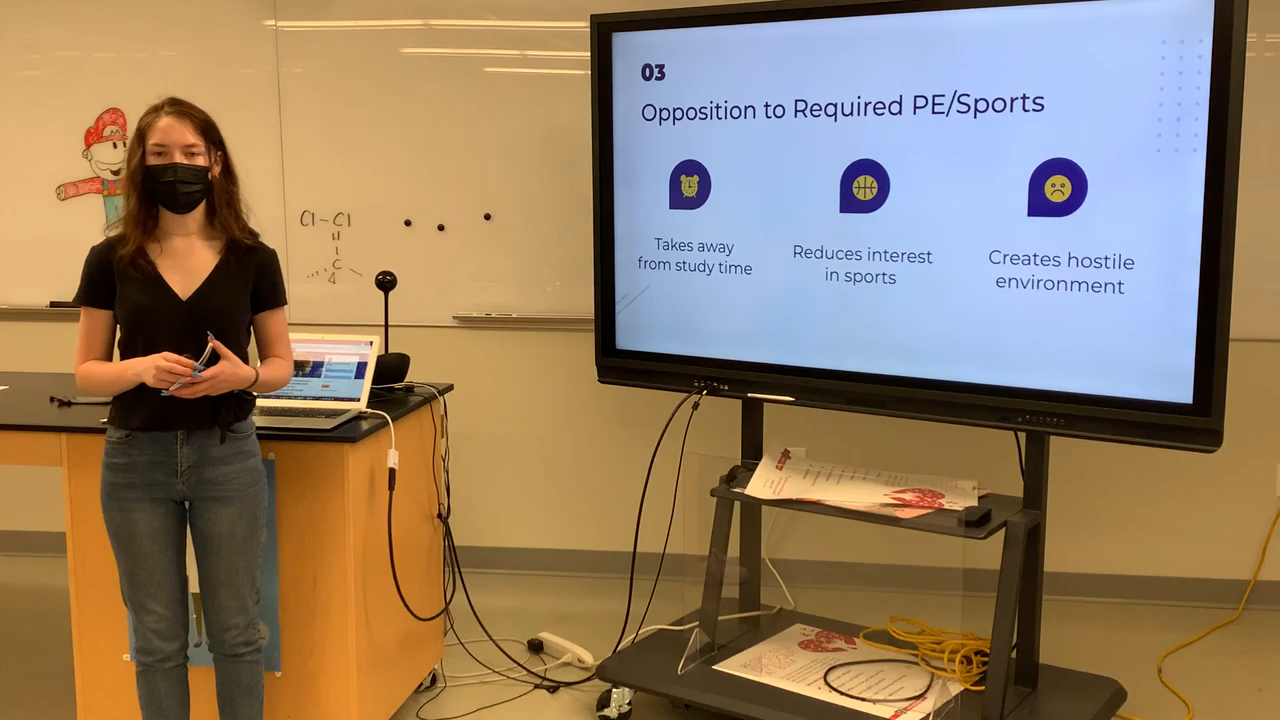 03
Opposition to Required PE/Sports
Takes away
from study time
Reduces interest
in sports
Creates hostile
environment
Cl-Cl
H
C